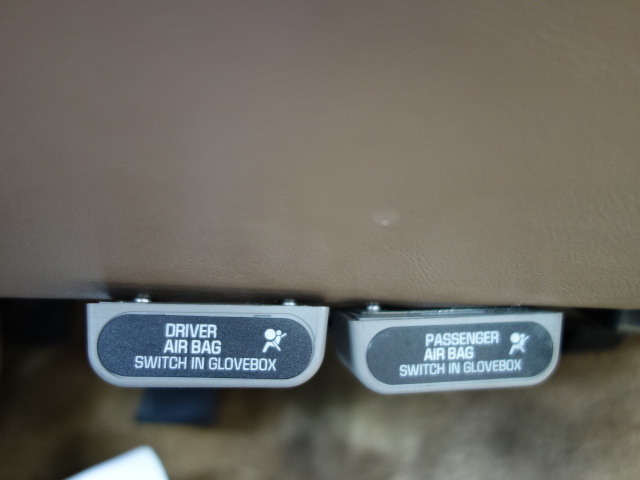 DRIVER
AIR BAG
SWITCH IN GLOVEBOX
PASSENGER
AIR BAG
SWITCH IN GLOVEBOX